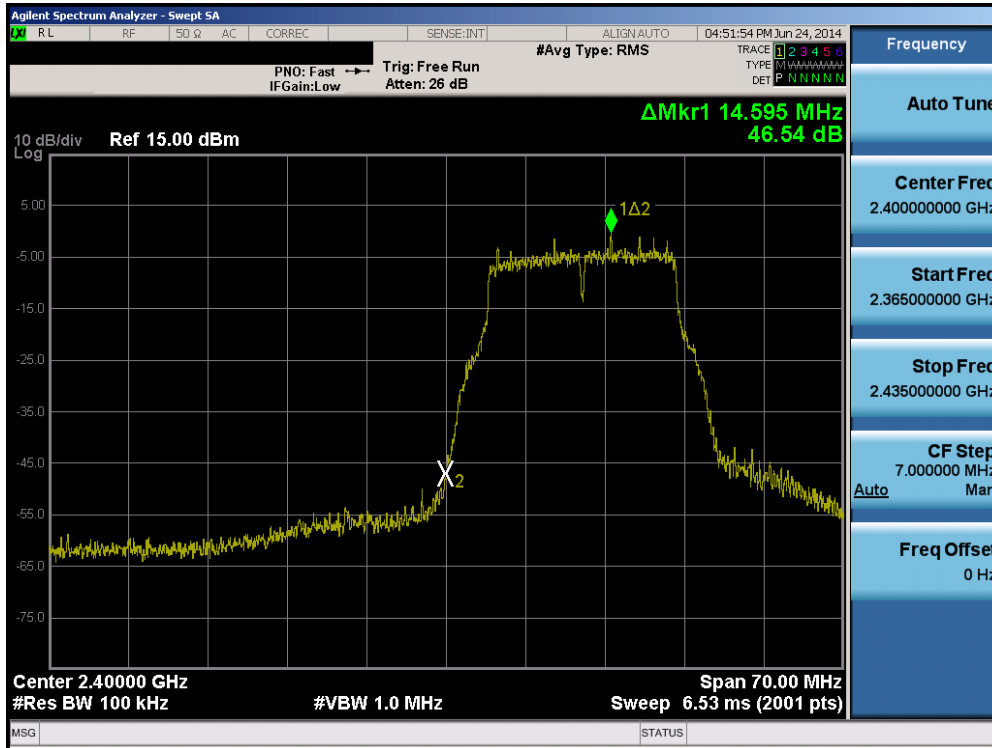 Agilent Spectrum Analyzer - Swept SA
LXI RL RF 50 Ω AC CORREC SENSE:INT ALIGN AUTO 04:51:54 PM Jun 24, 2014
#Avg Type: RMS TRACE 1 2 3 4 5 6
PNO: Fast Trig: Free Run TYPE M WWWWW
IFGain:Low Atten: 26 dB DET P N N N N N
ΔMkr1 14.595 MHz
46.54 dB
10 dB/div Ref 15.00 dBm
Log
1Δ2
5.00
-5.00
-15.0
-25.0
-35.0
-45.0
2
-55.0
-65.0
-75.0
Center 2.40000 GHz Span 70.00 MHz
#Res BW 100 kHz #VBW 1.0 MHz Sweep 6.53 ms (2001 pts)
MSG STATUS
Frequency
Auto Tune
Center Freq
2.400000000 GHz
Start Freq
2.365000000 GHz
Stop Freq
2.435000000 GHz
CF Step
7.000000 MHz
Auto Man
Freq Offset
0 Hz